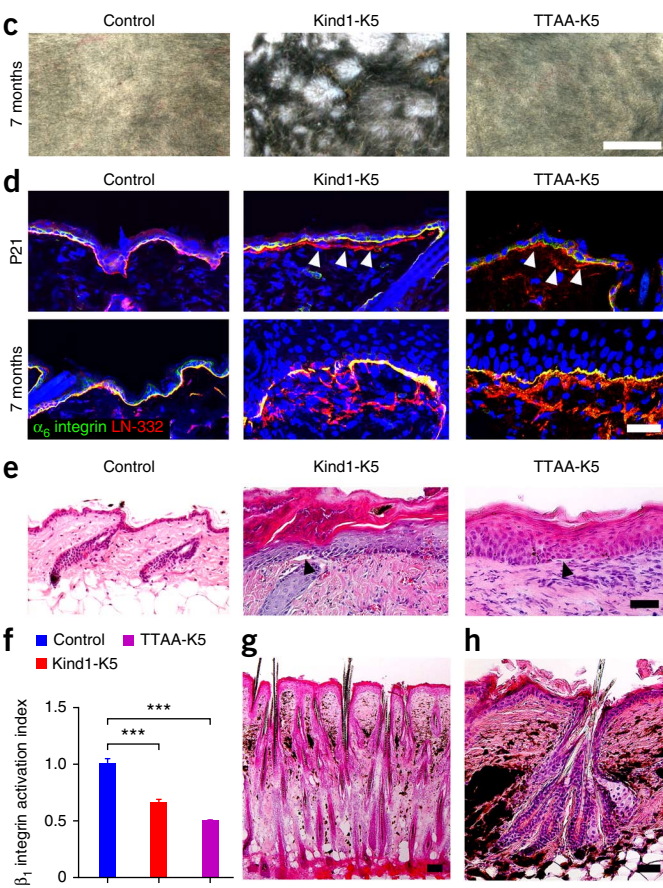 c
Control
Kind1-K5
TTAA-K5
7 months
d
Control
Kind1-K5
TTAA-K5
P21
7 months
α6 integrin LN-332
e
Control
Kind1-K5
TTAA-K5
f
Control
TTAA-K5
Kind1-K5
β1 integrin activation index
1.5
1.0
0.5
0
***
***
g
h